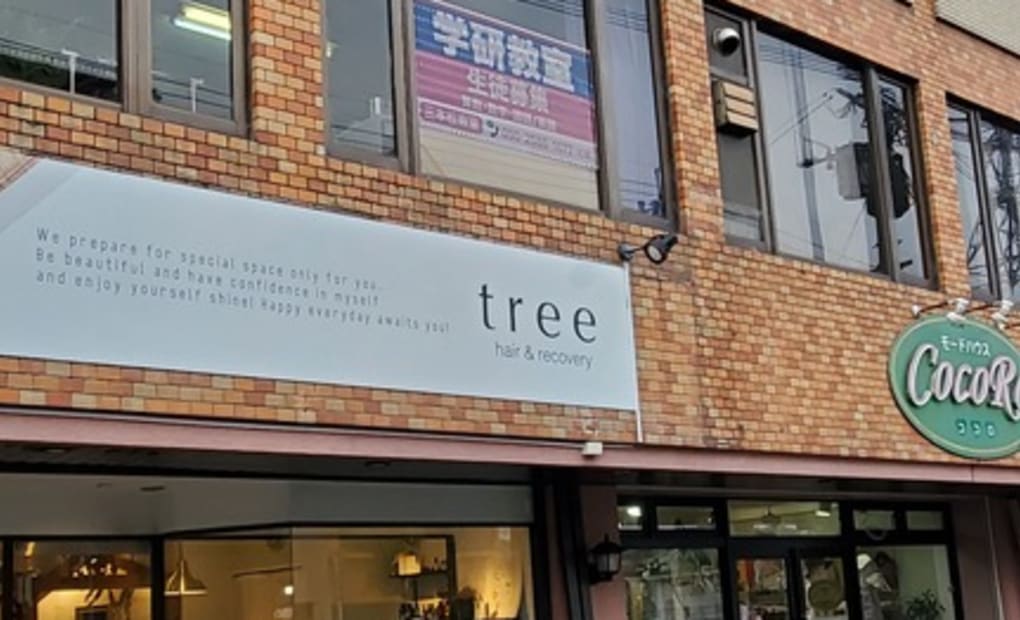 学研教室
生徒募集
We prepare for special space only for you.
Be beautiful and have confidence in myself
and enjoy yourself shine! Happy everyday awaits you!
tree
hair & recovery
モードハウス
CocoR
ココロ